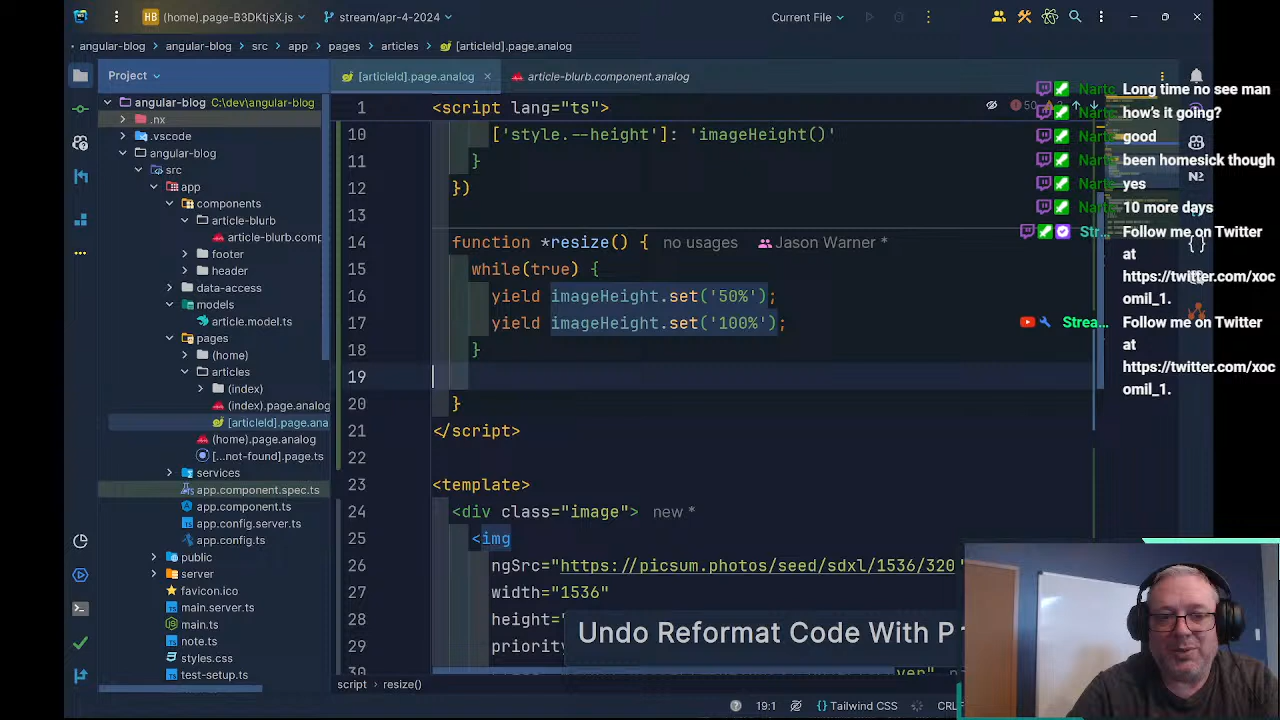 HB (home).page-B3DKtjsX.js
stream/apr-4-2024
Current File
angular-blog
angular-blog
src
app
pages
articles
[articleId].page.analog
Project
[articleId].page.analog
article-blurb.component.analog
angular-blog C:\dev\angular-blog
.nx
.vscode
angular-blog
src
app
components
article-blurb
article-blurb.comp
footer
header
data-access
models
article.model.ts
pages
(home)
articles
(index)
(index).page.analog
[articleId].page.ana
(home).page.analog
[...not-found].page.ts
services
app.component.spec.ts
app.component.ts
app.config.server.ts
app.config.ts
public
server
favicon.ico
main.server.ts
main.ts
note.ts
styles.css
test-setup.ts
1 <script lang="ts">
10 ['style.--height']: 'imageHeight()'
11 }
12 })
13
14 function *resize() { no usages Jason Warner *
15 while(true) {
16 yield imageHeight.set('50%');
17 yield imageHeight.set('100%');
18 }
19
20 }
21 </script>
22
23 <template>
24 <div class="image"> new *
25 <img
26 ngSrc="https://picsum.photos/seed/sdxl/1536/320"
27 width="1536"
28 height=
29 priority
30
Undo Reformat Code With P
script
resize()
19:1
Tailwind CSS
Long time no see man
how's it going?
good
been homesick though
yes
10 more days
Str... Follow me on Twitter
at
https://twitter.com/xoc
omil_1.
Strea... Follow me on Twitter
at
https://twitter.com/xoc
omil_1.